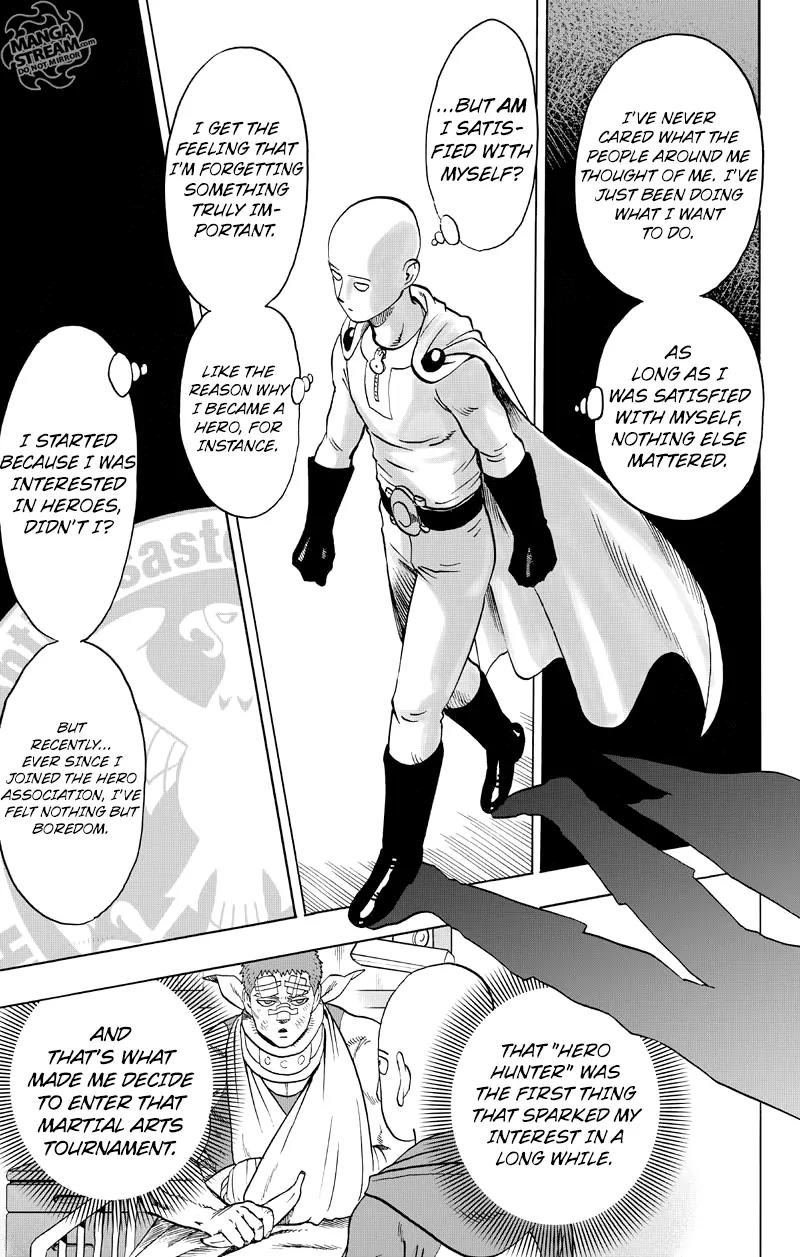 MANGA
STREAM
.com
DO NOT MIRROR
I'VE NEVER
CARED WHAT THE
PEOPLE AROUND ME
THOUGHT OF ME. I'VE
JUST BEEN DOING
WHAT I WANT
TO DO.
AS
LONG AS I
WAS SATISFIED
WITH MYSELF,
NOTHING ELSE
MATTERED.
...BUT AM
I SATIS-
FIED WITH
MYSELF?
I GET THE
FEELING THAT
I'M FORGETTING
SOMETHING
TRULY IM-
PORTANT.
LIKE THE
REASON WHY
I BECAME A
HERO, FOR
INSTANCE.
I STARTED
BECAUSE I WAS
INTERESTED
IN HEROES,
DIDN'T I?
BUT
RECENTLY...
EVER SINCE I
JOINED THE HERO
ASSOCIATION, I'VE
FELT NOTHING BUT
BOREDOM.
THAT "HERO
HUNTER" WAS
THE FIRST THING
THAT SPARKED MY
INTEREST IN A
LONG WHILE.
AND
THAT'S WHAT
MADE ME DECIDE
TO ENTER THAT
MARTIAL ARTS
TOURNAMENT.